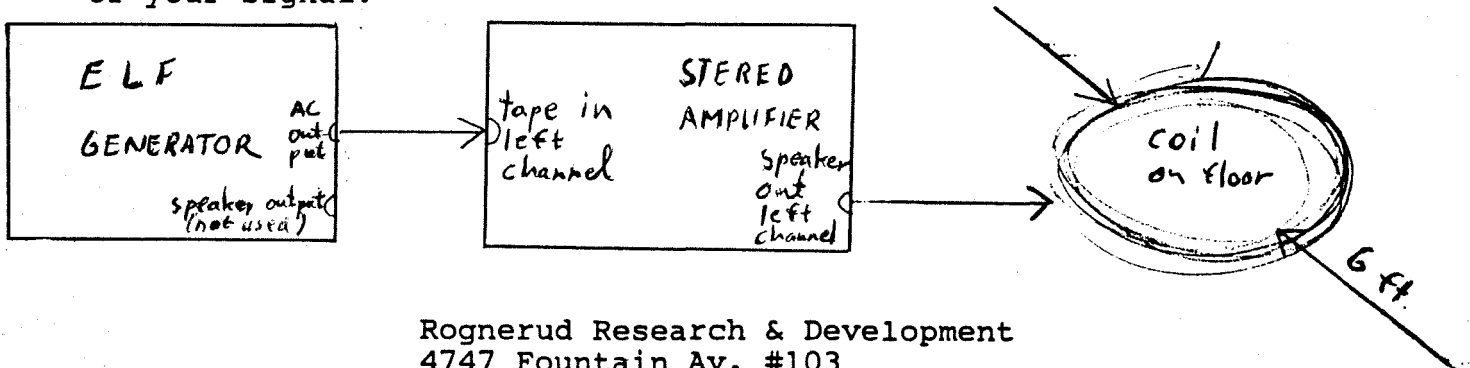 of your signal.
ELF
GENERATOR
AC
out
put
speaker output
(not used)
tape in
left
channel
STEREO
AMPLIFIER
speaker
out
left
channel
coil
on floor
6 ft.
Rognerud Research & Development
4747 Fountain Av. #103